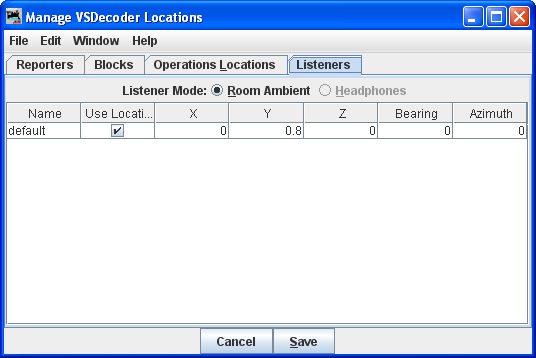 Manage VSDecoder Locations
File Edit Window Help
Reporters Blocks Operations Locations Listeners
Listener Mode: Room Ambient Headphones
Name Use Locati... X Y Z Bearing Azimuth
default 0 0.8 0 0 0
Cancel Save